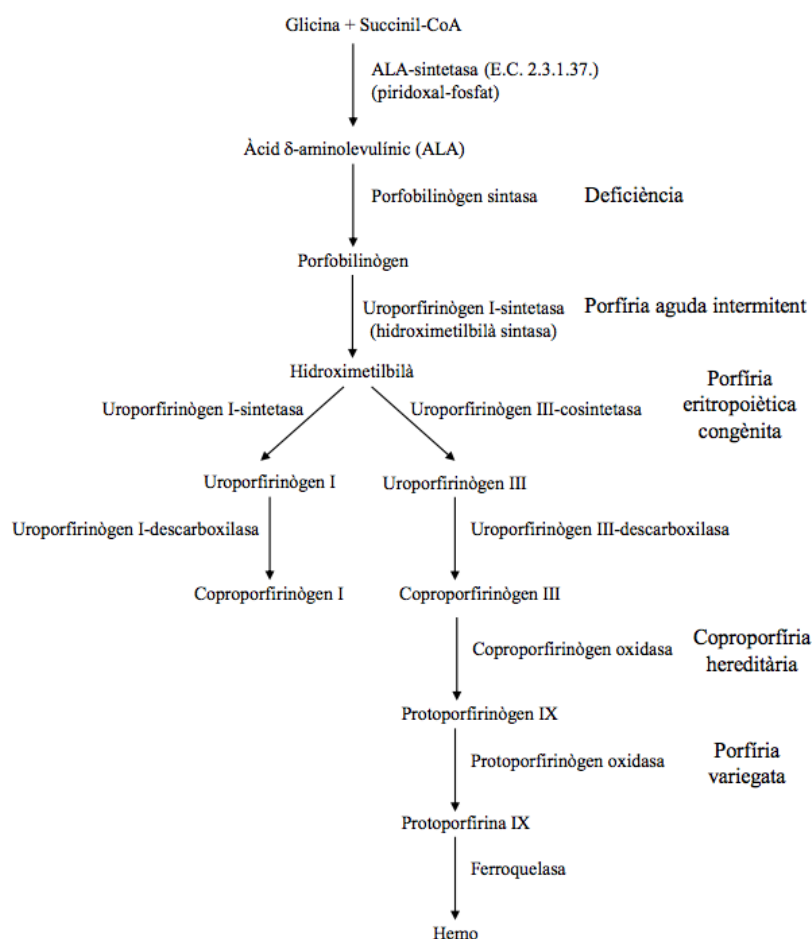 Glicina + Succinil-CoA
ALA-sintetasa (E.C. 2.3.1.37.)
(piridoxal-fosfat)
Àcid δ-aminolevulínic (ALA)
Porfobilinògen sintasa
Deficiència
Porfobilinògen
Uroporfirinògen I-sintetasa
(hidroximetilbilà sintasa)
Porfíria aguda intermitent
Hidroximetilbilà
Uroporfirinògen I-sintetasa
Uroporfirinògen III-cosintetasa
Porfíria
eritropoiètica
congènita
Uroporfirinògen I
Uroporfirinògen III
Uroporfirinògen I-descarboxilasa
Uroporfirinògen III-descarboxilasa
Coproporfirinògen I
Coproporfirinògen III
Coproporfirinògen oxidasa
Coproporfíria
hereditària
Protoporfirinògen IX
Protoporfirinògen oxidasa
Porfíria
variegata
Protoporfirina IX
Ferroquelasa
Hemo